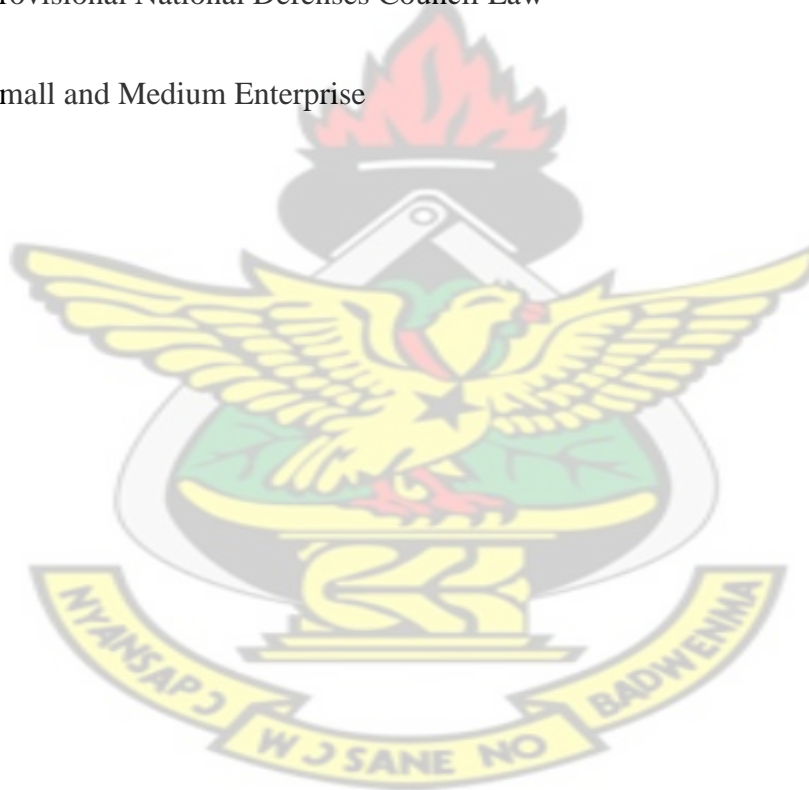 rovisional National Defenses Council Law
mall and Medium Enterprise
NYANSAPƆ
WƆSANE NO
BADWENMA